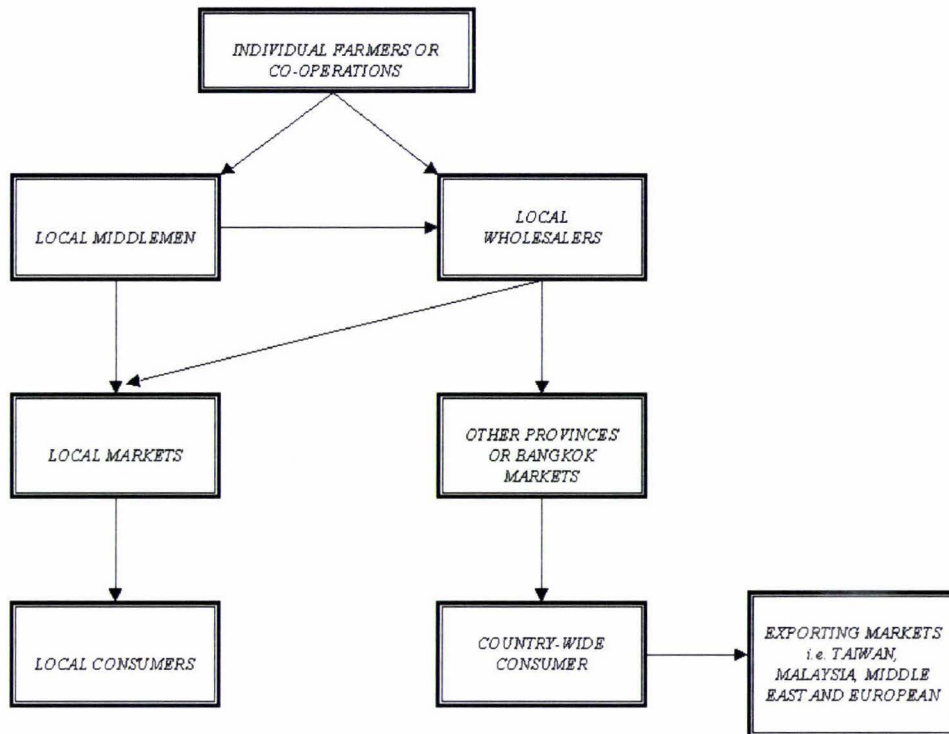 INDIVIDUAL FARMERS OR
CO-OPERATIONS
LOCAL MIDDLEMEN
LOCAL
WHOLESALERS
LOCAL MARKETS
OTHER PROVINCES
OR BANGKOK
MARKETS
LOCAL CONSUMERS
COUNTRY-WIDE
CONSUMER
EXPORTING MARKETS
i.e. TAIWAN,
MALAYSIA, MIDDLE
EAST AND EUROPEAN